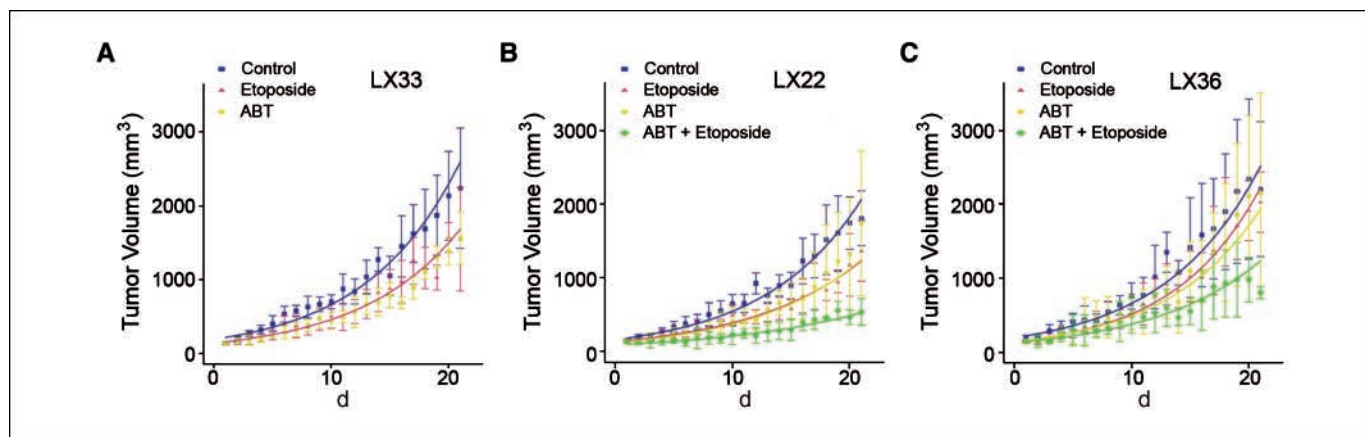 A
LX33
Control
Etoposide
ABT
Tumor Volume (mm³)
3000
2000
1000
0
0
10
20
d
B
LX22
Control
Etoposide
ABT
ABT + Etoposide
Tumor Volume (mm³)
3000
2000
1000
0
0
10
20
d
C
LX36
Control
Etoposide
ABT
ABT + Etoposide
Tumor Volume (mm³)
3000
2000
1000
0
0
10
20
d